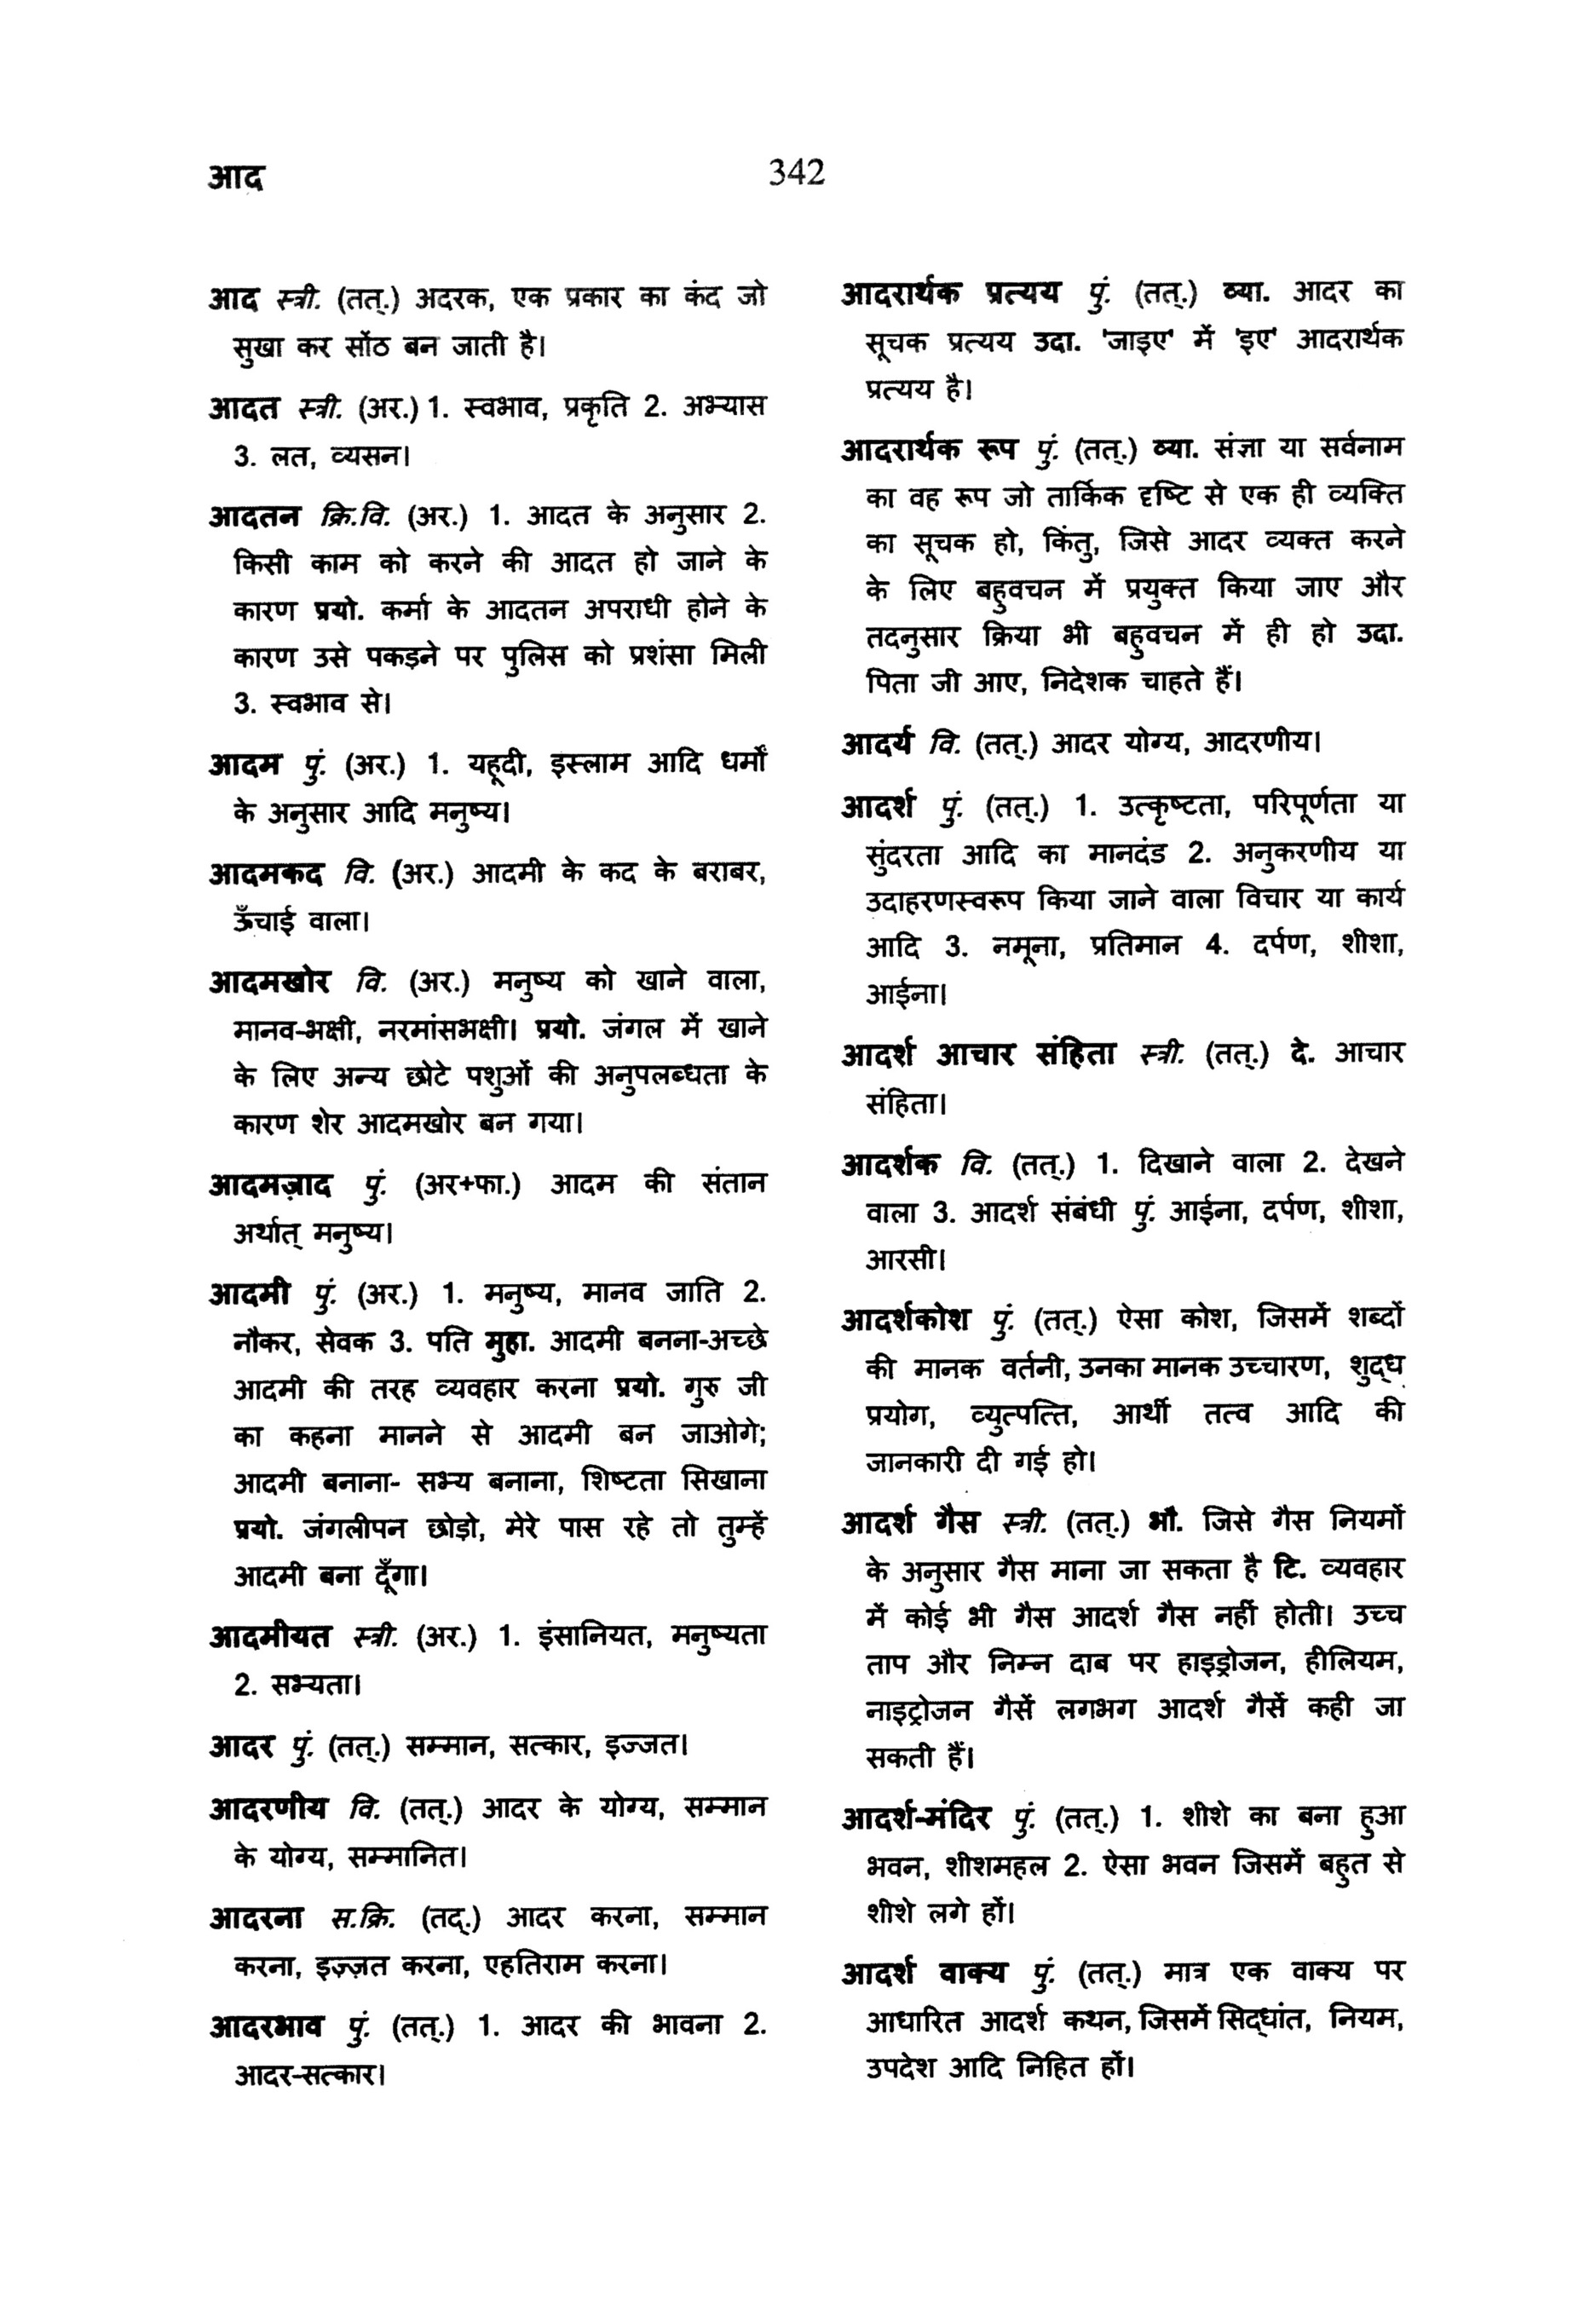 आद
342
आद स्त्री. (तत्.) अदरक, एक प्रकार का कंद जो
सुखा कर सोंठ बन जाती है।
आदत स्त्री. (अर.) 1. स्वभाव, प्रकृति 2. अभ्यास
3. लत, व्यसन।
आदतन क्रि.वि. (अर.) 1. आदत के अनुसार 2.
किसी काम को करने की आदत हो जाने के
कारण प्रयो. कर्मा के आदतन अपराधी होने के
कारण उसे पकड़ने पर पुलिस को प्रशंसा मिली
3. स्वभाव से।
आदम पुं. (अर.) 1. यहूदी, इस्लाम आदि धर्मों
के अनुसार आदि मनुष्य।
आदमकद वि. (अर.) आदमी के कद के बराबर,
ऊँचाई वाला।
आदमखोर वि. (अर.) मनुष्य को खाने वाला,
मानव-भक्षी, नरमांसभक्षी। प्रयो. जंगल में खाने
के लिए अन्य छोटे पशुओं की अनुपलब्धता के
कारण शेर आदमखोर बन गया।
आदमज़ाद पुं. (अर+फा.) आदम की संतान
अर्थात् मनुष्य।
आदमी पुं. (अर.) 1. मनुष्य, मानव जाति 2.
नौकर, सेवक 3. पति मुहा. आदमी बनना-अच्छे
आदमी की तरह व्यवहार करना प्रयो. गुरु जी
का कहना मानने से आदमी बन जाओगे;
आदमी बनाना- सभ्य बनाना, शिष्टता सिखाना
प्रयो. जंगलीपन छोड़ो, मेरे पास रहे तो तुम्हें
आदमी बना दूँगा।
आदमीयत स्त्री. (अर.) 1. इंसानियत, मनुष्यता
2. सभ्यता।
आदर पुं. (तत्.) सम्मान, सत्कार, इज्जत।
आदरणीय वि. (तत्.) आदर के योग्य, सम्मान
के योग्य, सम्मानित।
आदरना स.क्रि. (तद्.) आदर करना, सम्मान
करना, इज़्ज़त करना, एहतिराम करना।
आदरभाव पुं. (तत्.) 1. आदर की भावना 2.
आदर-सत्कार।
आदरार्थक प्रत्यय पुं. (तत्.) व्या. आदर का
सूचक प्रत्यय उदा. 'जाइए' में 'इए' आदरार्थक
प्रत्यय है।
आदरार्थक रूप पुं. (तत्.) व्या. संज्ञा या सर्वनाम
का वह रूप जो तार्किक दृष्टि से एक ही व्यक्ति
का सूचक हो, किंतु, जिसे आदर व्यक्त करने
के लिए बहुवचन में प्रयुक्त किया जाए और
तदनुसार क्रिया भी बहुवचन में ही हो उदा.
पिता जी आए, निदेशक चाहते हैं।
आदर्य वि. (तत्.) आदर योग्य, आदरणीय।
आदर्श पुं. (तत्.) 1. उत्कृष्टता, परिपूर्णता या
सुंदरता आदि का मानदंड 2. अनुकरणीय या
उदाहरणस्वरूप किया जाने वाला विचार या कार्य
आदि 3. नमूना, प्रतिमान 4. दर्पण, शीशा,
आईना।
आदर्श आचार संहिता स्त्री. (तत्.) दे. आचार
संहिता।
आदर्शक वि. (तत्.) 1. दिखाने वाला 2. देखने
वाला 3. आदर्श संबंधी पुं. आईना, दर्पण, शीशा,
आरसी।
आदर्शकोश पुं. (तत्.) ऐसा कोश, जिसमें शब्दों
की मानक वर्तनी, उनका मानक उच्चारण, शुद्ध
प्रयोग, व्युत्पत्ति, आर्थी तत्व आदि की
जानकारी दी गई हो।
आदर्श गैस स्त्री. (तत्.) भौ. जिसे गैस नियमों
के अनुसार गैस माना जा सकता है टि. व्यवहार
में कोई भी गैस आदर्श गैस नहीं होती। उच्च
ताप और निम्न दाब पर हाइड्रोजन, हीलियम,
नाइट्रोजन गैसें लगभग आदर्श गैसें कही जा
सकती हैं।
आदर्श-मंदिर पुं. (तत्.) 1. शीशे का बना हुआ
भवन, शीशमहल 2. ऐसा भवन जिसमें बहुत से
शीशे लगे हों।
आदर्श वाक्य पुं. (तत्.) मात्र एक वाक्य पर
आधारित आदर्श कथन, जिसमें सिद्धांत, नियम,
उपदेश आदि निहित हों।